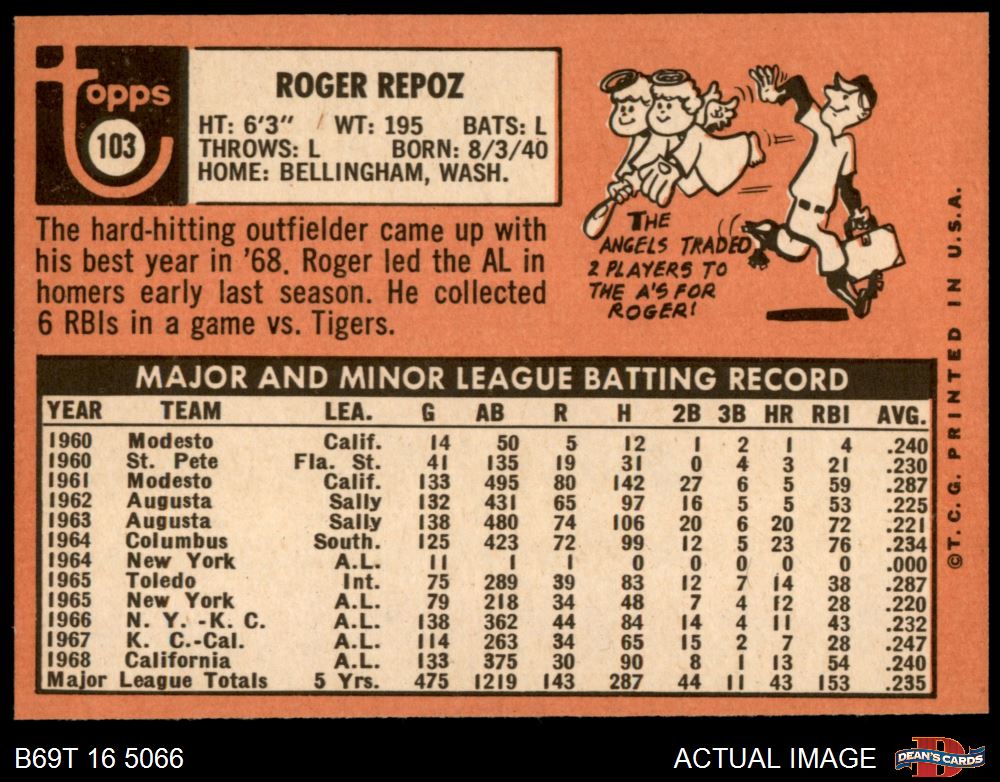 topps
103
ROGER REPOZ
HT: 6'3" WT: 195 BATS: L
THROWS: L BORN: 8/3/40
HOME: BELLINGHAM, WASH.
The hard-hitting outfielder came up with
his best year in '68. Roger led the AL in
homers early last season. He collected
6 RBIs in a game vs. Tigers.
THE
ANGELS TRADED
2 PLAYERS TO
THE A'S FOR
ROGER!
MAJOR AND MINOR LEAGUE BATTING RECORD
YEAR TEAM LEA. G AB R H 2B 3B HR RBI AVG.
1960 Modesto Calif. 14 50 5 12 1 2 1 4 .240
1960 St. Pete Fla. St. 41 135 19 31 0 4 3 21 .230
1961 Modesto Calif. 133 495 80 142 27 6 5 59 .287
1962 Augusta Sally 132 431 65 97 16 5 5 53 .225
1963 Augusta Sally 138 480 74 106 20 6 20 72 .221
1964 Columbus South. 125 423 72 99 12 5 23 76 .234
1964 New York A.L. 11 1 1 0 0 0 0 0 .000
1965 Toledo Int. 75 289 39 83 12 7 14 38 .287
1965 New York A.L. 79 218 34 48 7 4 12 28 .220
1966 N. Y. -K. C. A.L. 138 362 44 84 14 4 11 43 .232
1967 K. C.-Cal. A.L. 114 263 34 65 15 2 7 28 .247
1968 California A.L. 133 375 30 90 8 1 13 54 .240
Major League Totals 5 Yrs. 475 1219 143 287 44 11 43 153 .235
©T.C.G. PRINTED IN U.S.A.
B69T 16 5066
ACTUAL IMAGE
D
DEAN'S CARDS